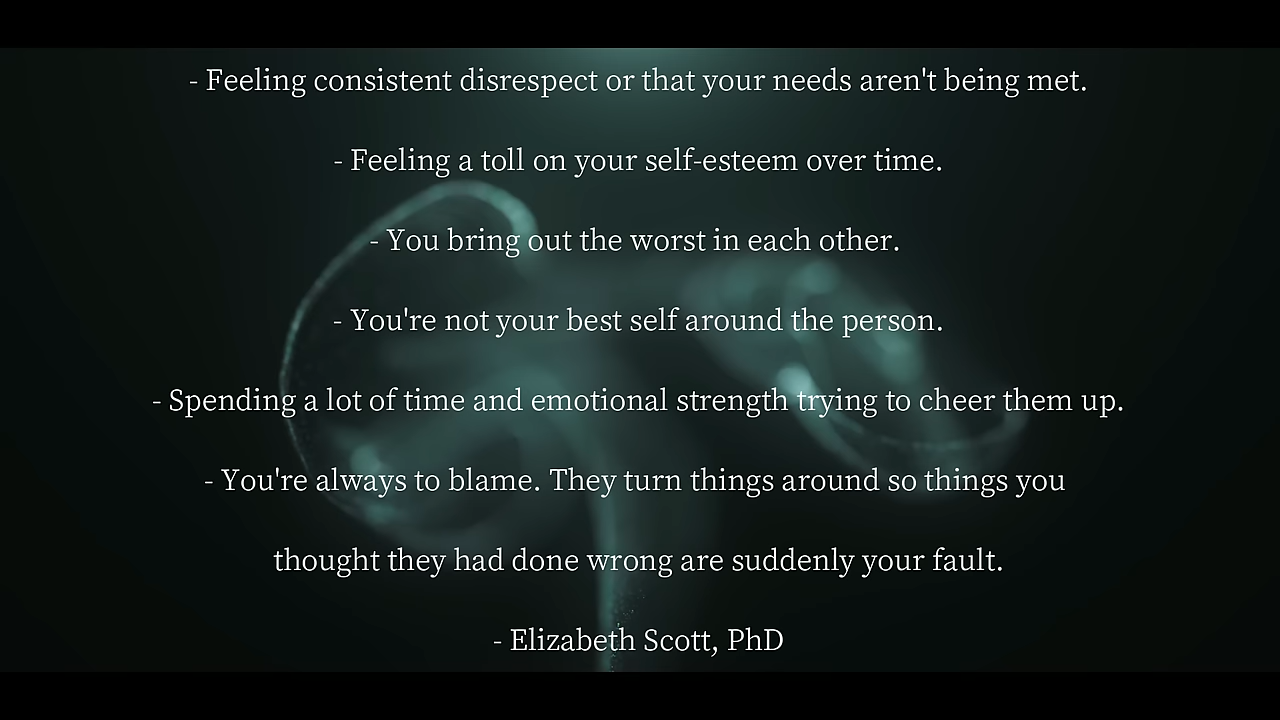 - Feeling consistent disrespect or that your needs aren't being met.
- Feeling a toll on your self-esteem over time.
- You bring out the worst in each other.
- You're not your best self around the person.
- Spending a lot of time and emotional strength trying to cheer them up.
- You're always to blame. They turn things around so things you
thought they had done wrong are suddenly your fault.
- Elizabeth Scott, PhD